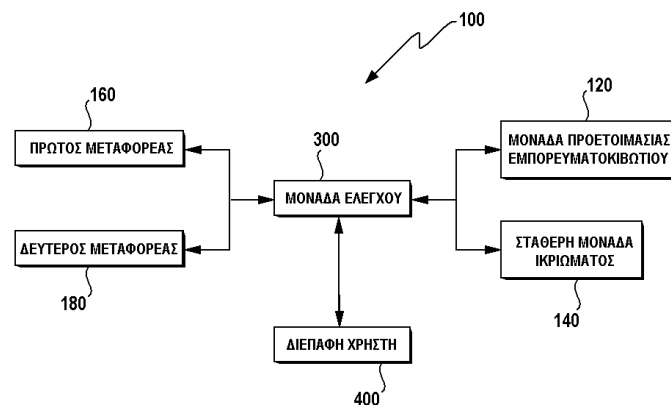 100
160
ΠΡΩΤΟΣ ΜΕΤΑΦΟΡΕΑΣ
300
ΜΟΝΑΔΑ ΕΛΕΓΧΟΥ
120
ΜΟΝΑΔΑ ΠΡΟΕΤΟΙΜΑΣΙΑΣ
ΕΜΠΟΡΕΥΜΑΤΟΚΙΒΩΤΙΟΥ
ΔΕΥΤΕΡΟΣ ΜΕΤΑΦΟΡΕΑΣ
180
ΣΤΑΘΕΡΗ ΜΟΝΑΔΑ
ΙΚΡΙΩΜΑΤΟΣ
140
ΔΙΕΠΑΦΗ ΧΡΗΣΤΗ
400